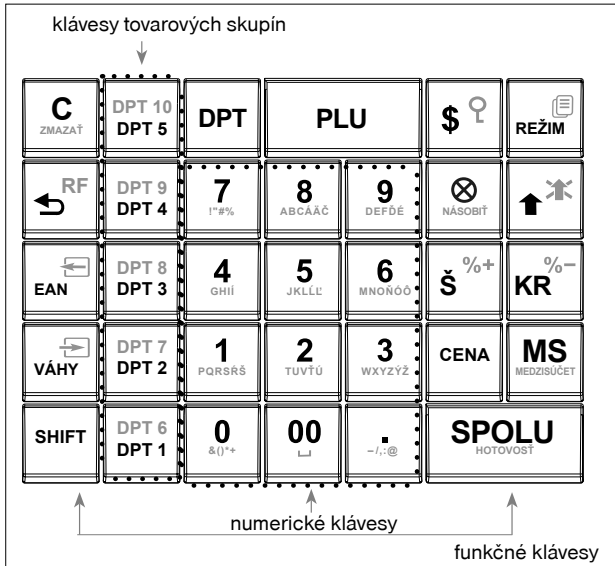 klávesy tovarových skupín
C
ZMAZAŤ
DPT 10
DPT 5
DPT
PLU
$
REŽIM
RF
DPT 9
DPT 4
7
!"#%
8
ABCÁÄČ
9
DEFĎÉ
NÁSOBIŤ
EAN
DPT 8
DPT 3
4
GHIÍ
5
JKLĹĽ
6
MNOŇÓÔ
Š %+
KR %–
VÁHY
DPT 7
DPT 2
1
PQRSŔŠ
2
TUVŤÚ
3
WXYZÝŽ
CENA
MS
MEDZISÚČET
SHIFT
DPT 6
DPT 1
0
&()*+
00
.
–/,:@
SPOLU
HOTOVOSŤ
numerické klávesy
funkčné klávesy